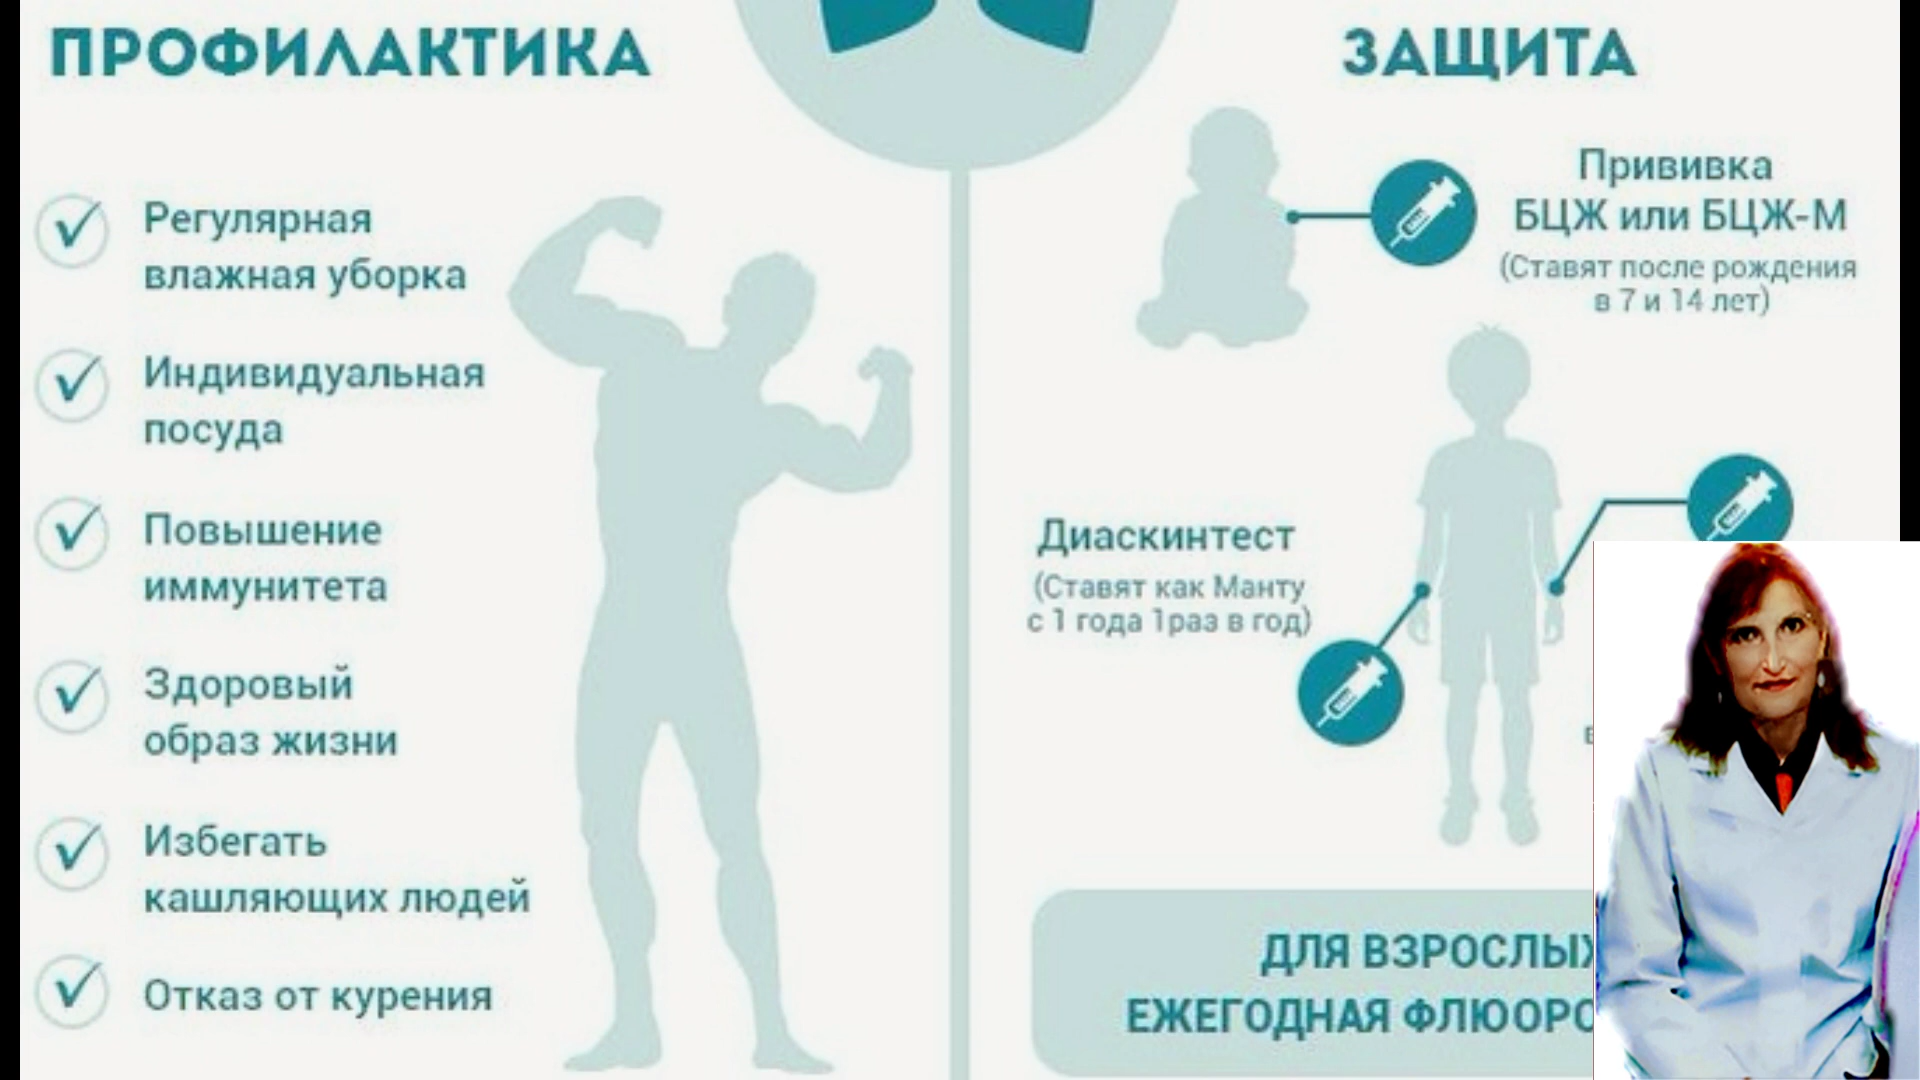 ПРОФИЛАКТИКА
Регулярная
влажная уборка
Индивидуальная
посуда
Повышение
иммунитета
Здоровый
образ жизни
Избегать
кашляющих людей
Отказ от курения
ЗАЩИТА
Прививка
БЦЖ или БЦЖ-М
(Ставят после рождения
в 7 и 14 лет)
Диаскинтест
(Ставят как Манту
с 1 года 1раз в год)
ДЛЯ ВЗРОСЛЫХ
ЕЖЕГОДНАЯ